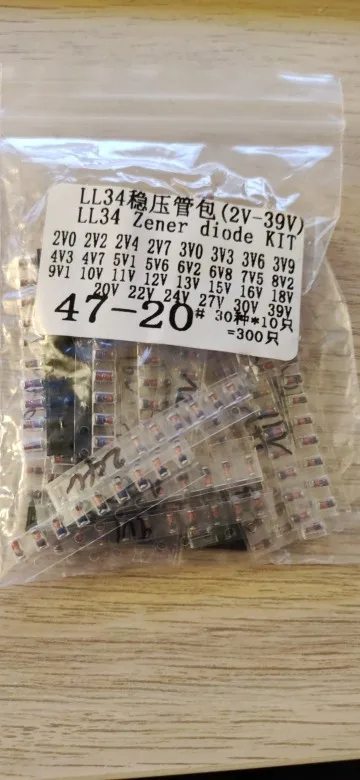 LL34稳压管包(2V-39V)
LL34 Zener diode KIT
2V0 2V2 2V4 2V7 3V0 3V3 3V6 3V9
4V3 4V7 5V1 5V6 6V2 6V8 7V5 8V2
9V1 10V 11V 12V 13V 15V 16V 18V
20V 22V 24V 27V 30V 39V
47-20# 30种*10只
=300只